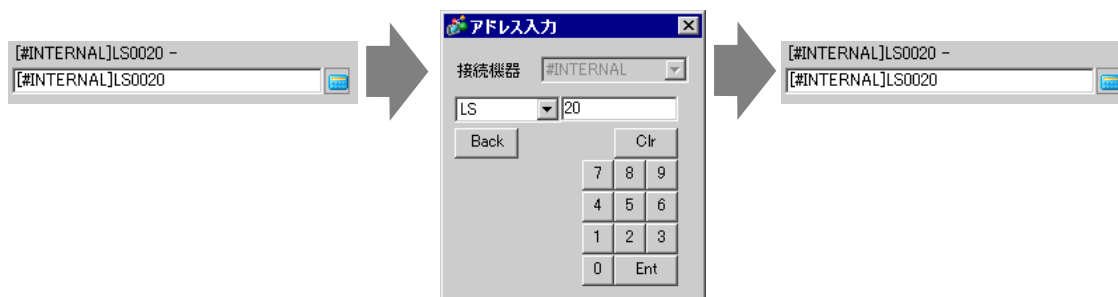 [#INTERNAL]LS0020 -
[#INTERNAL]LS0020
アドレス入力
接続機器 #INTERNAL
LS 20
Back Clr
7 8 9
4 5 6
1 2 3
0 Ent
[#INTERNAL]LS0020 -
[#INTERNAL]LS0020